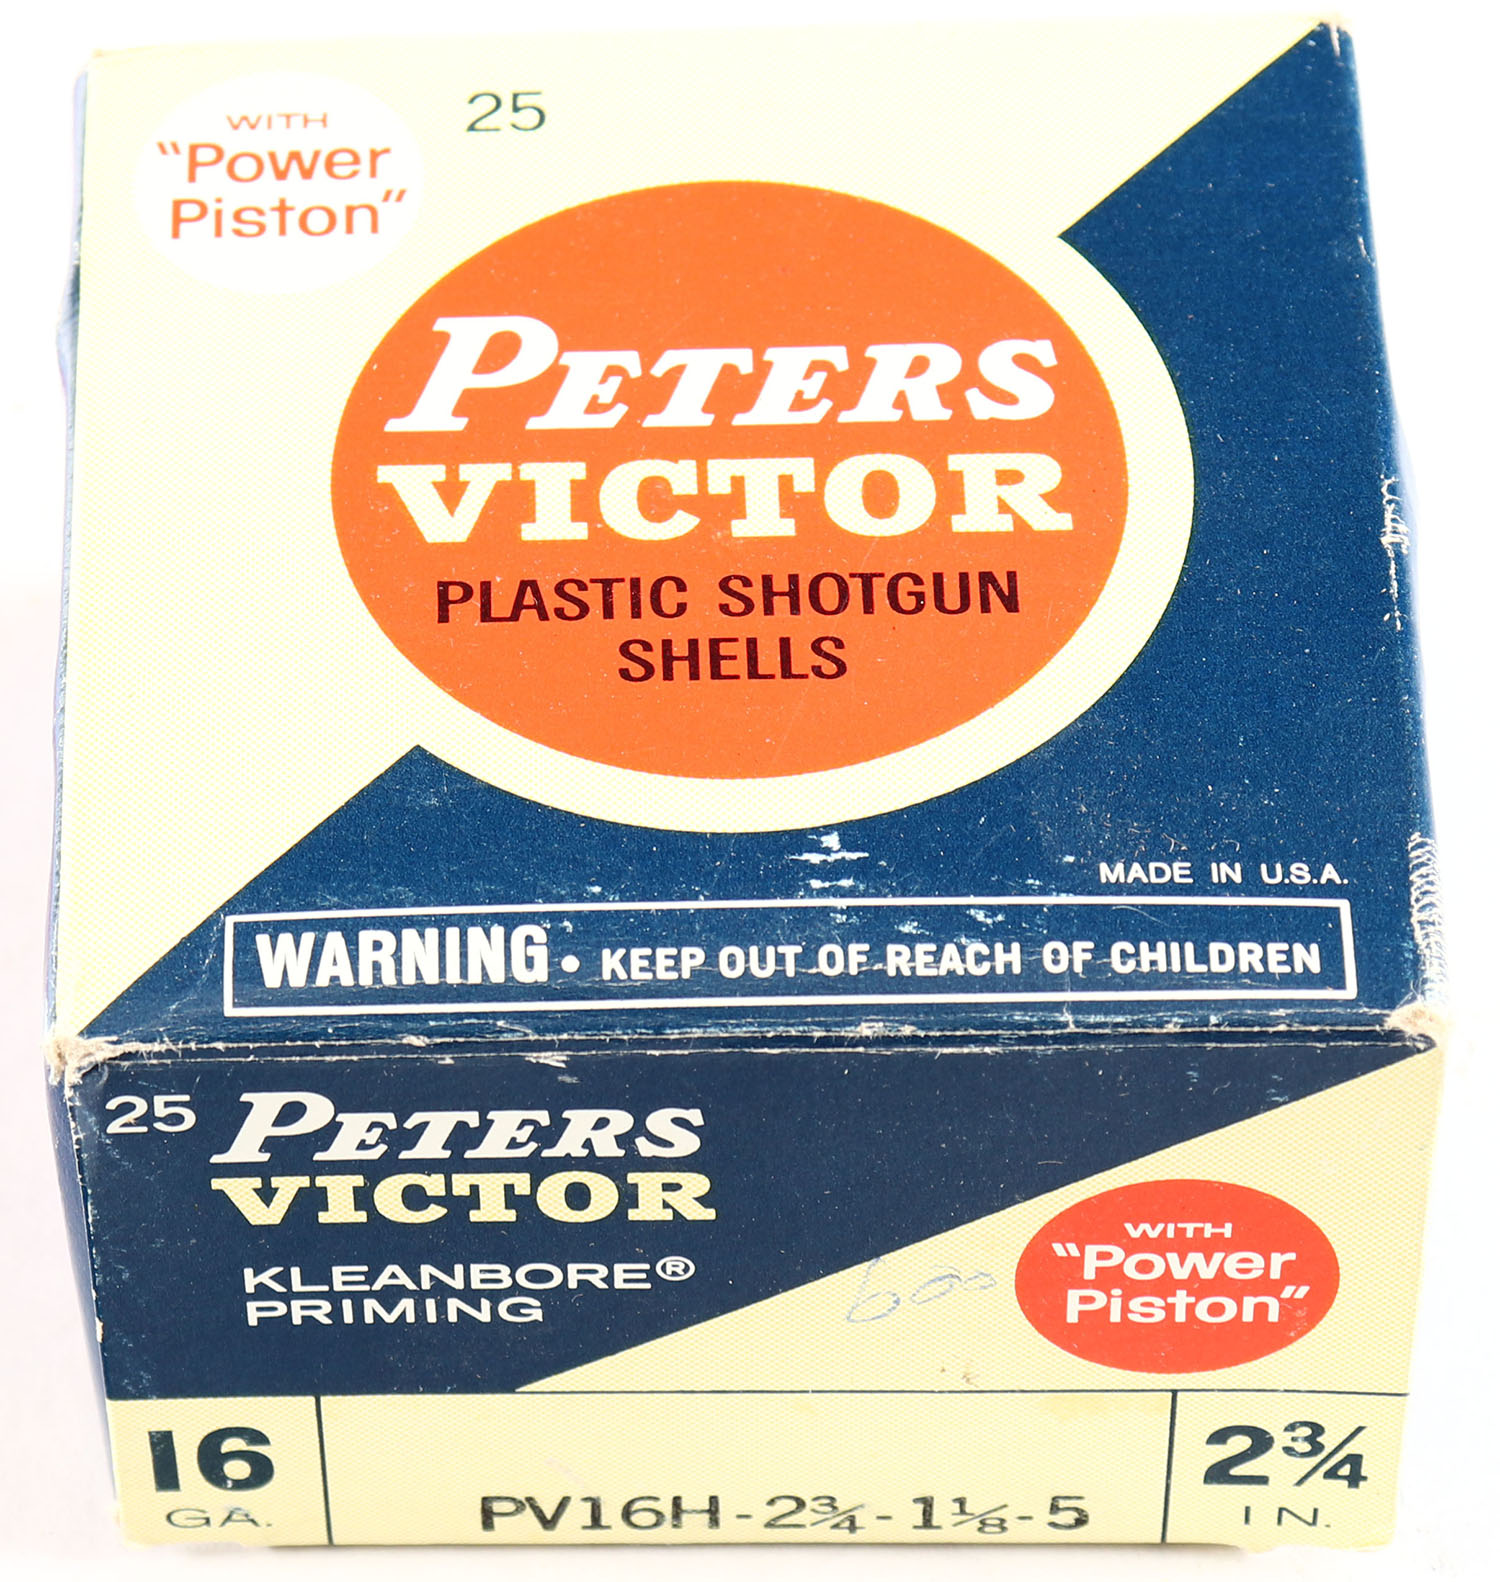 WITH
"Power
Piston"
25
PETERS
VICTOR
PLASTIC SHOTGUN
SHELLS
MADE IN U.S.A.
WARNING • KEEP OUT OF REACH OF CHILDREN
25 PETERS
VICTOR
KLEANBORE®
PRIMING
WITH
"Power
Piston"
16
GA.
PV16H-2¾-1⅛-5
2¾
IN.